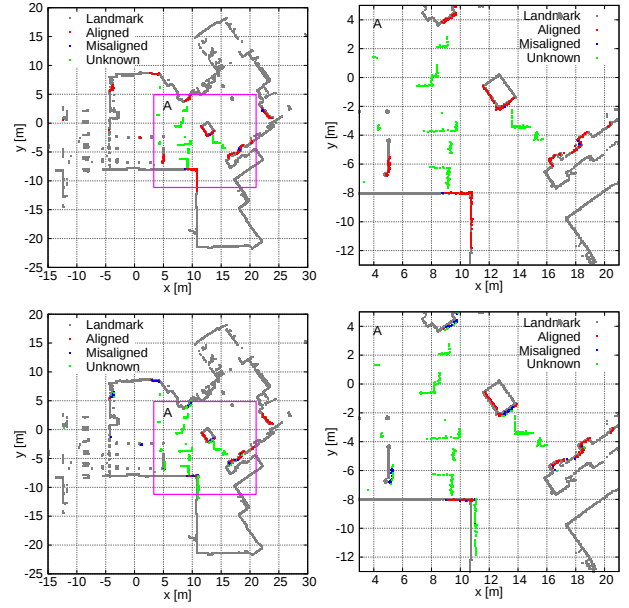 20
15
10
5
0
-5
-10
-15
-20
-25
y [m]
-15 -10 -5 0 5 10 15 20 25 30
x [m]
Landmark
Aligned
Misaligned
Unknown
A
4
2
0
-2
-4
-6
-8
-10
-12
y [m]
4 6 8 10 12 14 16 18 20
x [m]
A
Landmark
Aligned
Misaligned
Unknown
20
15
10
5
0
-5
-10
-15
-20
-25
y [m]
-15 -10 -5 0 5 10 15 20 25 30
x [m]
Landmark
Aligned
Misaligned
Unknown
A
4
2
0
-2
-4
-6
-8
-10
-12
y [m]
4 6 8 10 12 14 16 18 20
x [m]
A
Landmark
Aligned
Misaligned
Unknown